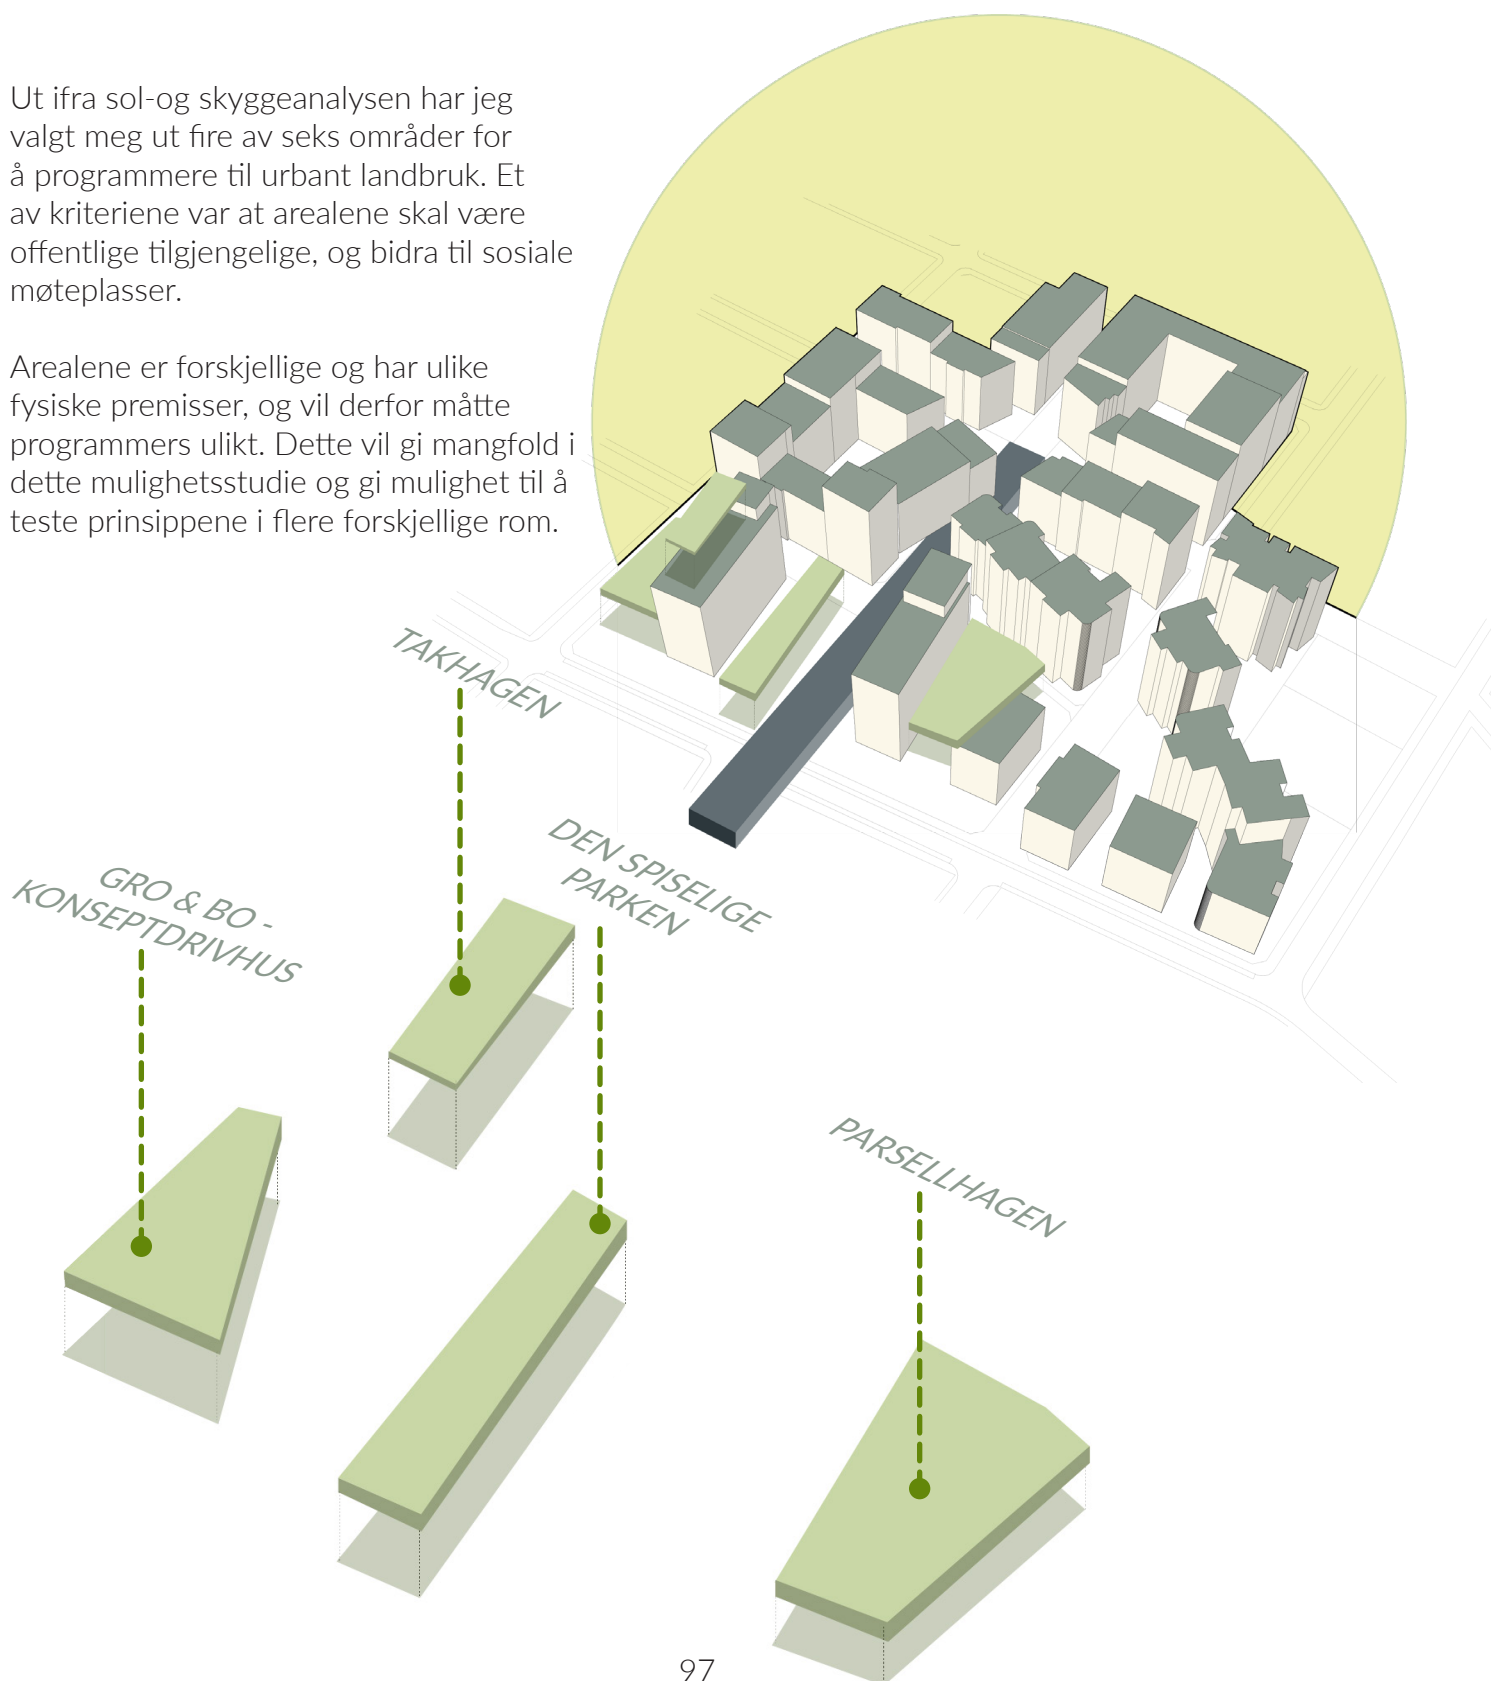 Ut ifra sol-og skyggeanalysen har jeg
valgt meg ut fire av seks områder for
å programmere til urbant landbruk. Et
av kriteriene var at arealene skal være
offentlige tilgjengelige, og bidra til sosiale
møteplasser.
Arealene er forskjellige og har ulike
fysiske premisser, og vil derfor måtte
programmers ulikt. Dette vil gi mangfold i
dette mulighetsstudie og gi mulighet til å
teste prinsippene i flere forskjellige rom.
TAKHAGEN
DEN SPISELIGE
PARKEN
GRO & BO -
KONSEPTDRIVHUS
PARSELLHAGEN
97